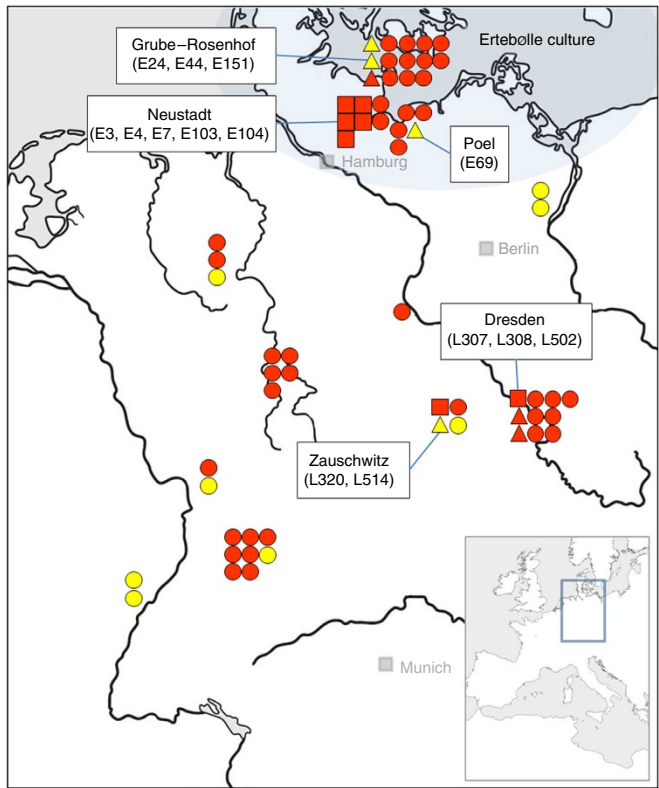 Grube–Rosenhof
(E24, E44, E151)
Ertebølle culture
Neustadt
(E3, E4, E7, E103, E104)
Poel
(E69)
Hamburg
Berlin
Dresden
(L307, L308, L502)
Zauschwitz
(L320, L514)
Munich